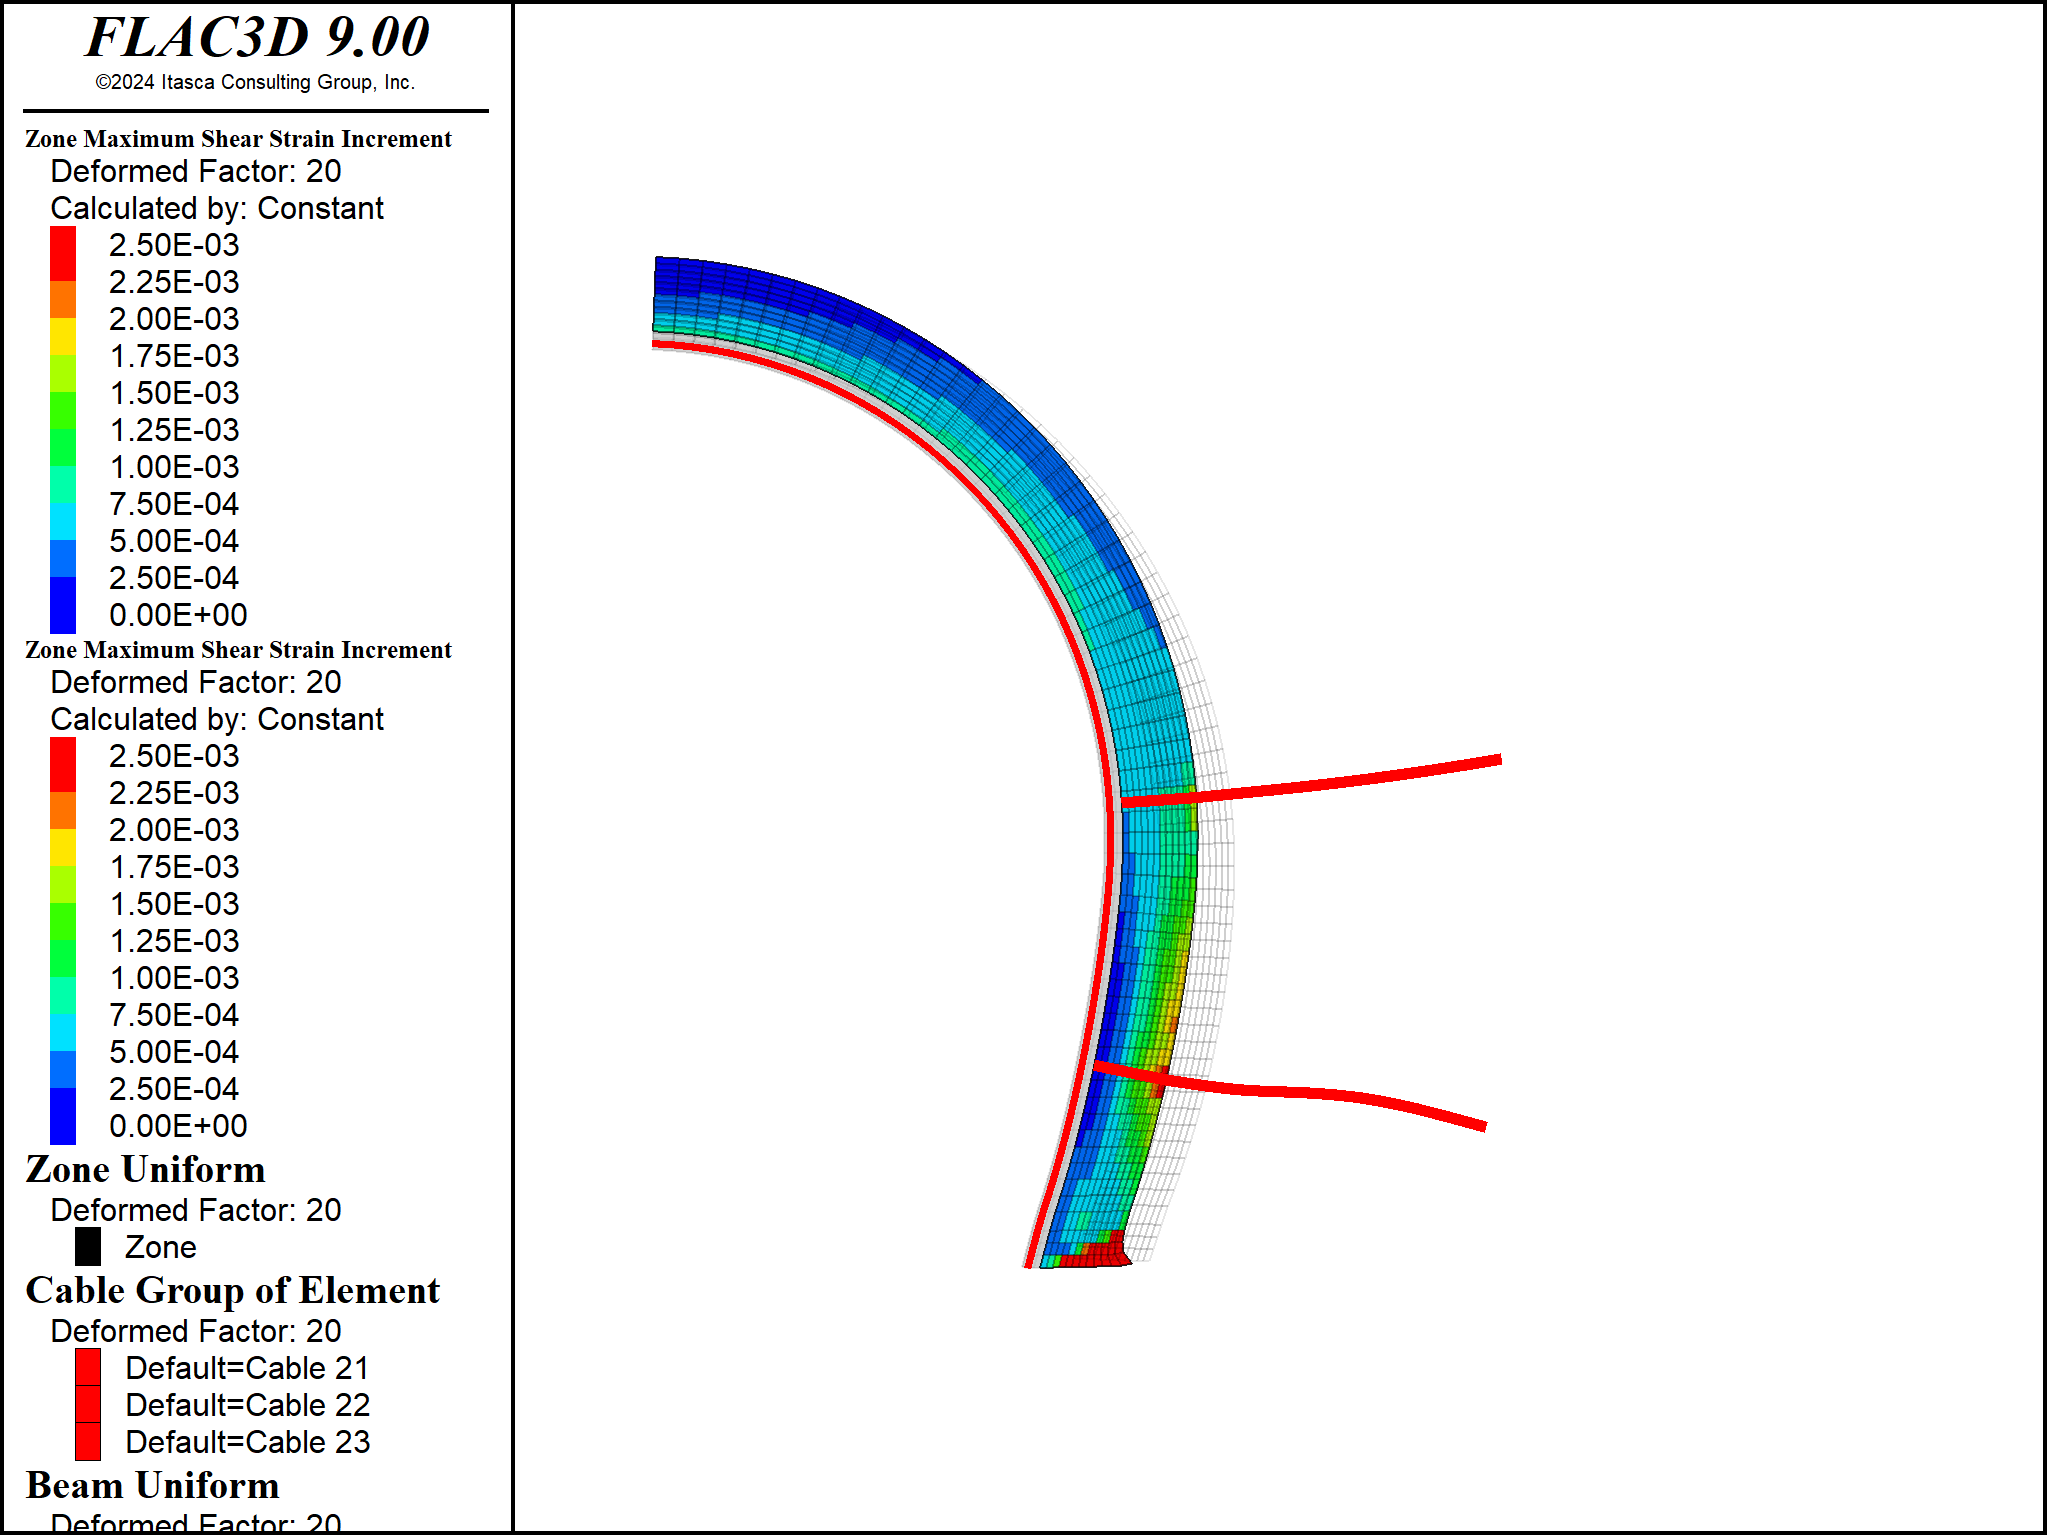 FLAC3D 9.00
©2024 Itasca Consulting Group, Inc.
Zone Maximum Shear Strain Increment
Deformed Factor: 20
Calculated by: Constant
2.50E-03
2.25E-03
2.00E-03
1.75E-03
1.50E-03
1.25E-03
1.00E-03
7.50E-04
5.00E-04
2.50E-04
0.00E+00
Zone Maximum Shear Strain Increment
Deformed Factor: 20
Calculated by: Constant
2.50E-03
2.25E-03
2.00E-03
1.75E-03
1.50E-03
1.25E-03
1.00E-03
7.50E-04
5.00E-04
2.50E-04
0.00E+00
Zone Uniform
Deformed Factor: 20
Zone
Cable Group of Element
Deformed Factor: 20
Default=Cable 21
Default=Cable 22
Default=Cable 23
Beam Uniform
Deformed Factor: 20